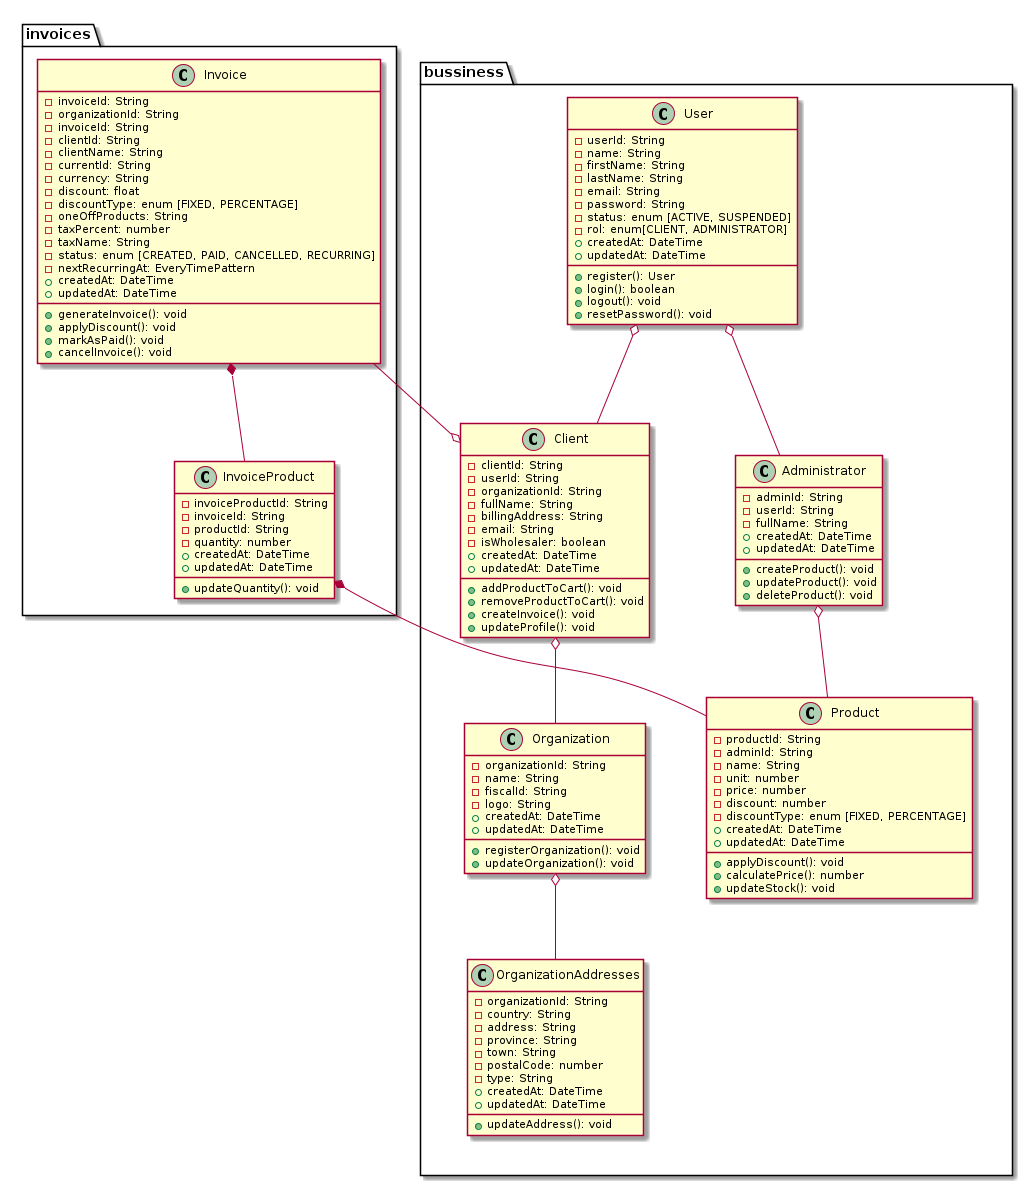 invoices
C Invoice
invoiceId: String
organizationId: String
invoiceId: String
clientId: String
clientName: String
currentId: String
currency: String
discount: float
discountType: enum [FIXED, PERCENTAGE]
oneOffProducts: String
taxPercent: number
taxName: String
status: enum [CREATED, PAID, CANCELLED, RECURRING]
nextRecurringAt: EveryTimePattern
createdAt: DateTime
updatedAt: DateTime
generateInvoice(): void
applyDiscount(): void
markAsPaid(): void
cancelInvoice(): void
C InvoiceProduct
invoiceProductId: String
invoiceId: String
productId: String
quantity: number
createdAt: DateTime
updatedAt: DateTime
updateQuantity(): void
bussiness
C User
userId: String
name: String
firstName: String
lastName: String
email: String
password: String
status: enum [ACTIVE, SUSPENDED]
rol: enum[CLIENT, ADMINISTRATOR]
createdAt: DateTime
updatedAt: DateTime
register(): User
login(): boolean
logout(): void
resetPassword(): void
C Client
clientId: String
userId: String
organizationId: String
fullName: String
billingAddress: String
email: String
isWholesaler: boolean
createdAt: DateTime
updatedAt: DateTime
addProductToCart(): void
removeProductToCart(): void
createInvoice(): void
updateProfile(): void
C Administrator
adminId: String
userId: String
fullName: String
createdAt: DateTime
updatedAt: DateTime
createProduct(): void
updateProduct(): void
deleteProduct(): void
C Organization
organizationId: String
name: String
fiscalId: String
logo: String
createdAt: DateTime
updatedAt: DateTime
registerOrganization(): void
updateOrganization(): void
C Product
productId: String
adminId: String
name: String
unit: number
price: number
discount: number
discountType: enum [FIXED, PERCENTAGE]
createdAt: DateTime
updatedAt: DateTime
applyDiscount(): void
calculatePrice(): number
updateStock(): void
C OrganizationAddresses
organizationId: String
country: String
address: String
province: String
town: String
postalCode: number
type: String
createdAt: DateTime
updatedAt: DateTime
updateAddress(): void